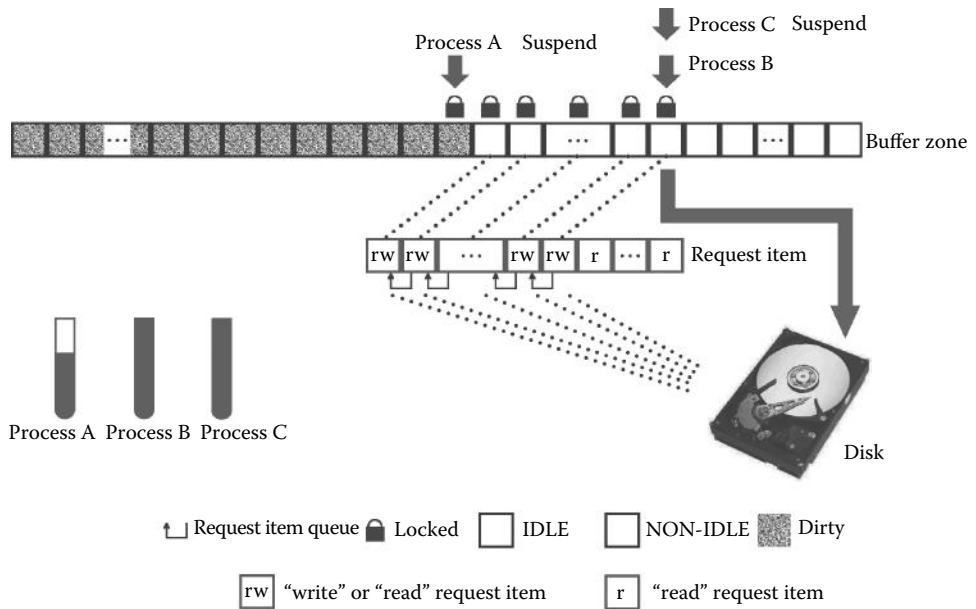 Process C Suspend
Process A Suspend
Process B
...
...
...
Buffer zone
rw rw ... rw rw r ... r Request item
Process A Process B Process C
Disk
Request item queue Locked IDLE NON-IDLE Dirty
rw "write" or "read" request item r "read" request item